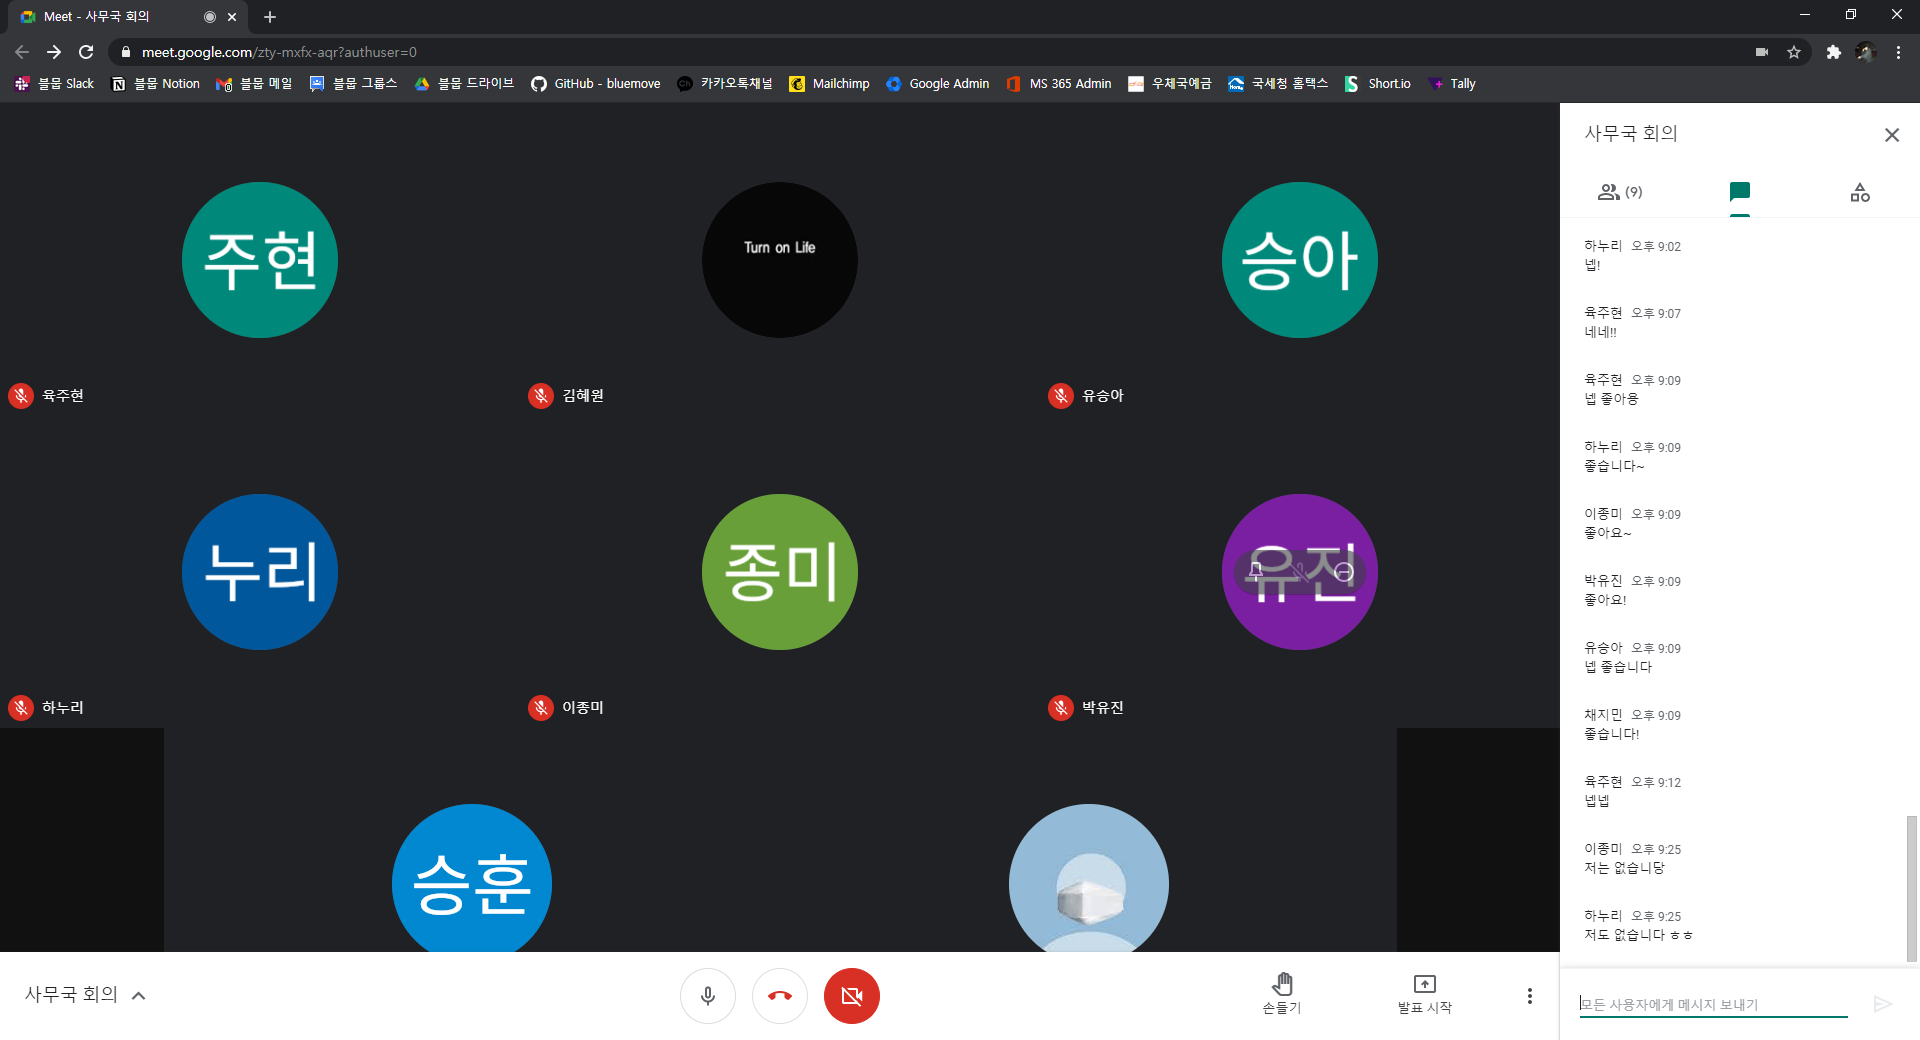 Meet - 사무국 회의
meet.google.com/zty-mxfx-aqr?authuser=0
블뭅 Slack
블뭅 Notion
블뭅 메일
블뭅 그룹스
블뭅 드라이브
GitHub - bluemove
카카오톡채널
Mailchimp
Google Admin
MS 365 Admin
우체국예금
국세청 홈택스
Short.io
Tally
주현
Turn on Life
승아
육주현
김혜원
유승아
누리
종미
유진
하누리
이종미
박유진
승훈
사무국 회의
손들기
발표 시작
사무국 회의
(9)
하누리 오후 9:02
넵!
육주현 오후 9:07
네네!!
육주현 오후 9:09
넵 좋아용
하누리 오후 9:09
좋습니다~
이종미 오후 9:09
좋아요~
박유진 오후 9:09
좋아요!
유승아 오후 9:09
넵 좋습니다
채지민 오후 9:09
좋습니다!
육주현 오후 9:12
넵넵
이종미 오후 9:25
저는 없습니당
하누리 오후 9:25
저도 없습니다 ㅎㅎ
모든 사용자에게 메시지 보내기